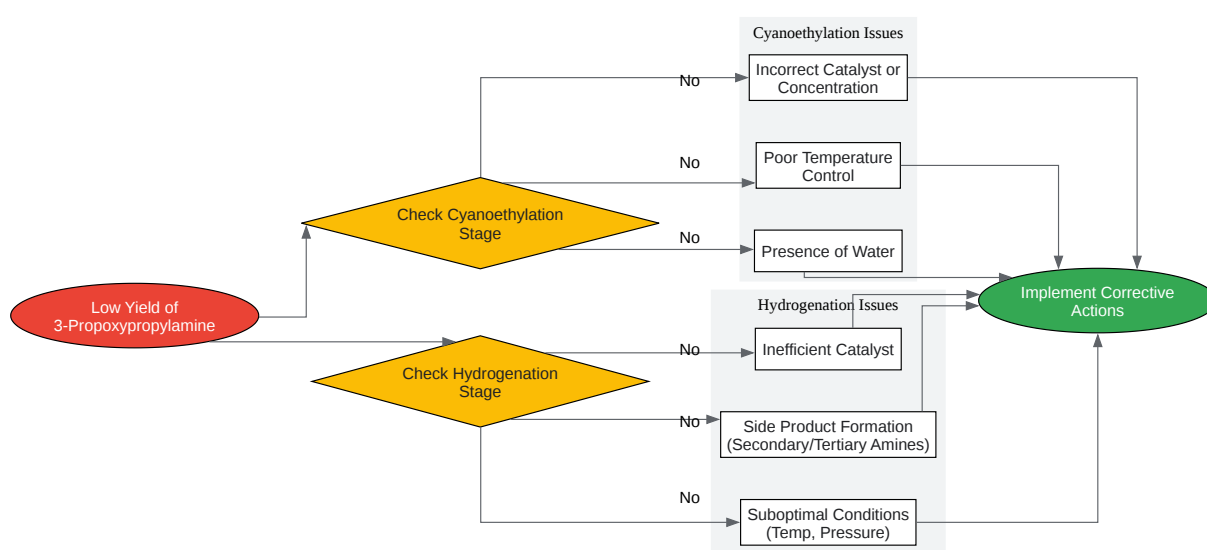 Cyanoethylation Issues
Incorrect Catalyst or
Concentration
No
Poor Temperature
Control
No
Check Cyanoethylation
Stage
No
Presence of Water
Low Yield of
3-Propoxypropylamine
Implement Corrective
Actions
Hydrogenation Issues
No
Inefficient Catalyst
Check Hydrogenation
Stage
No
Side Product Formation
(Secondary/Tertiary Amines)
No
Suboptimal Conditions
(Temp, Pressure)